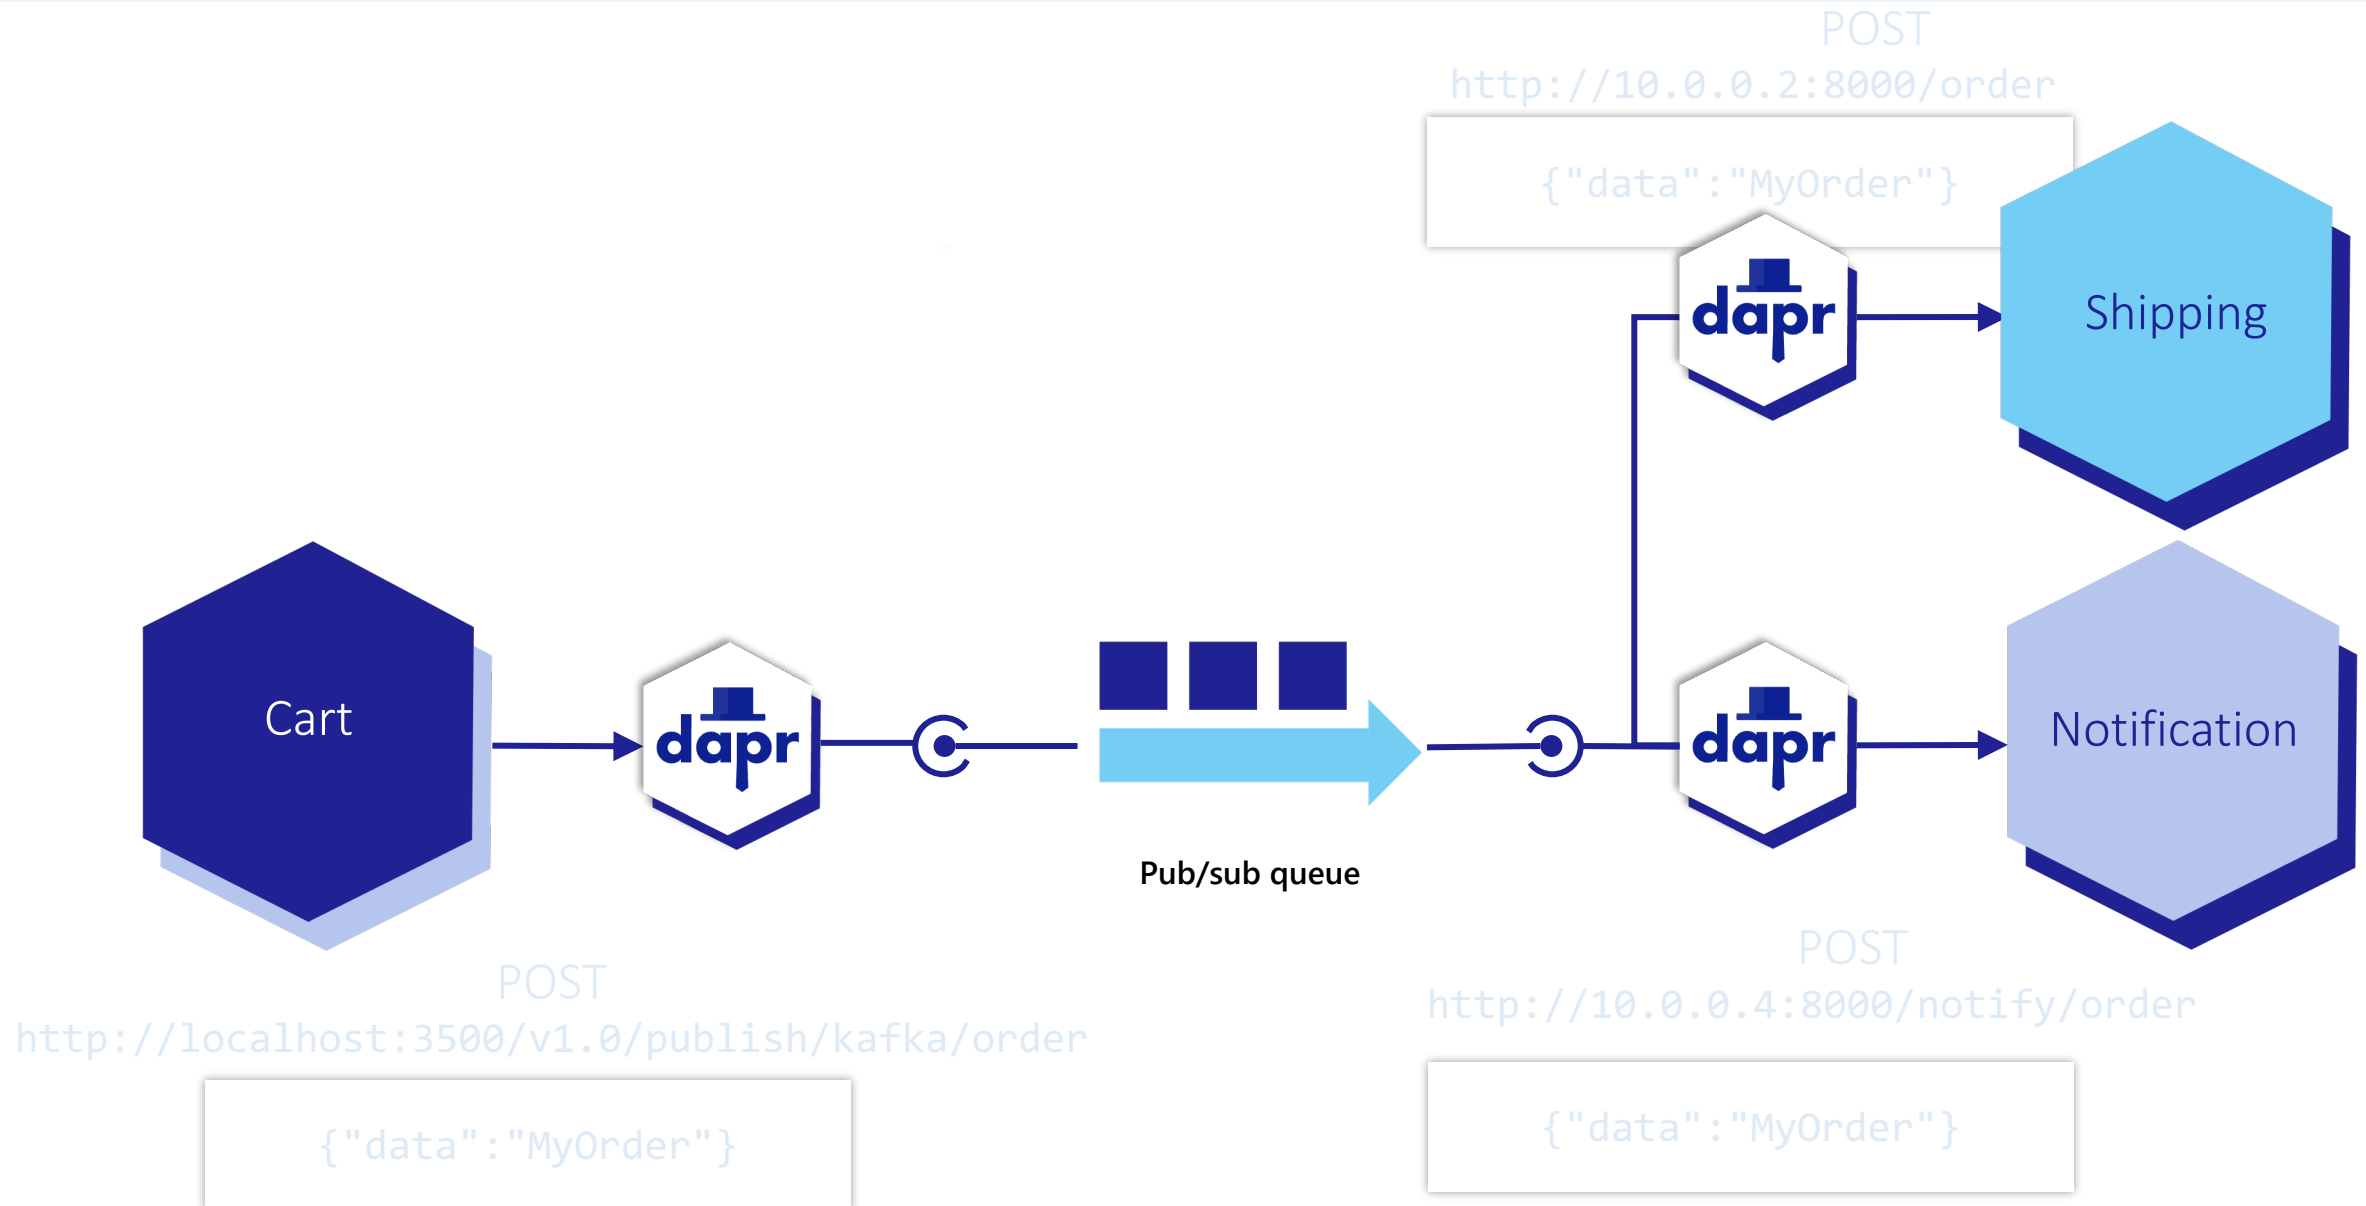 POST
http://10.0.0.2:8000/order
{"data":"MyOrder"}
dapr
Shipping
Cart
dapr
dapr
Notification
Pub/sub queue
POST
http://localhost:3500/v1.0/publish/kafka/order
{"data":"MyOrder"}
POST
http://10.0.0.4:8000/notify/order
{"data":"MyOrder"}